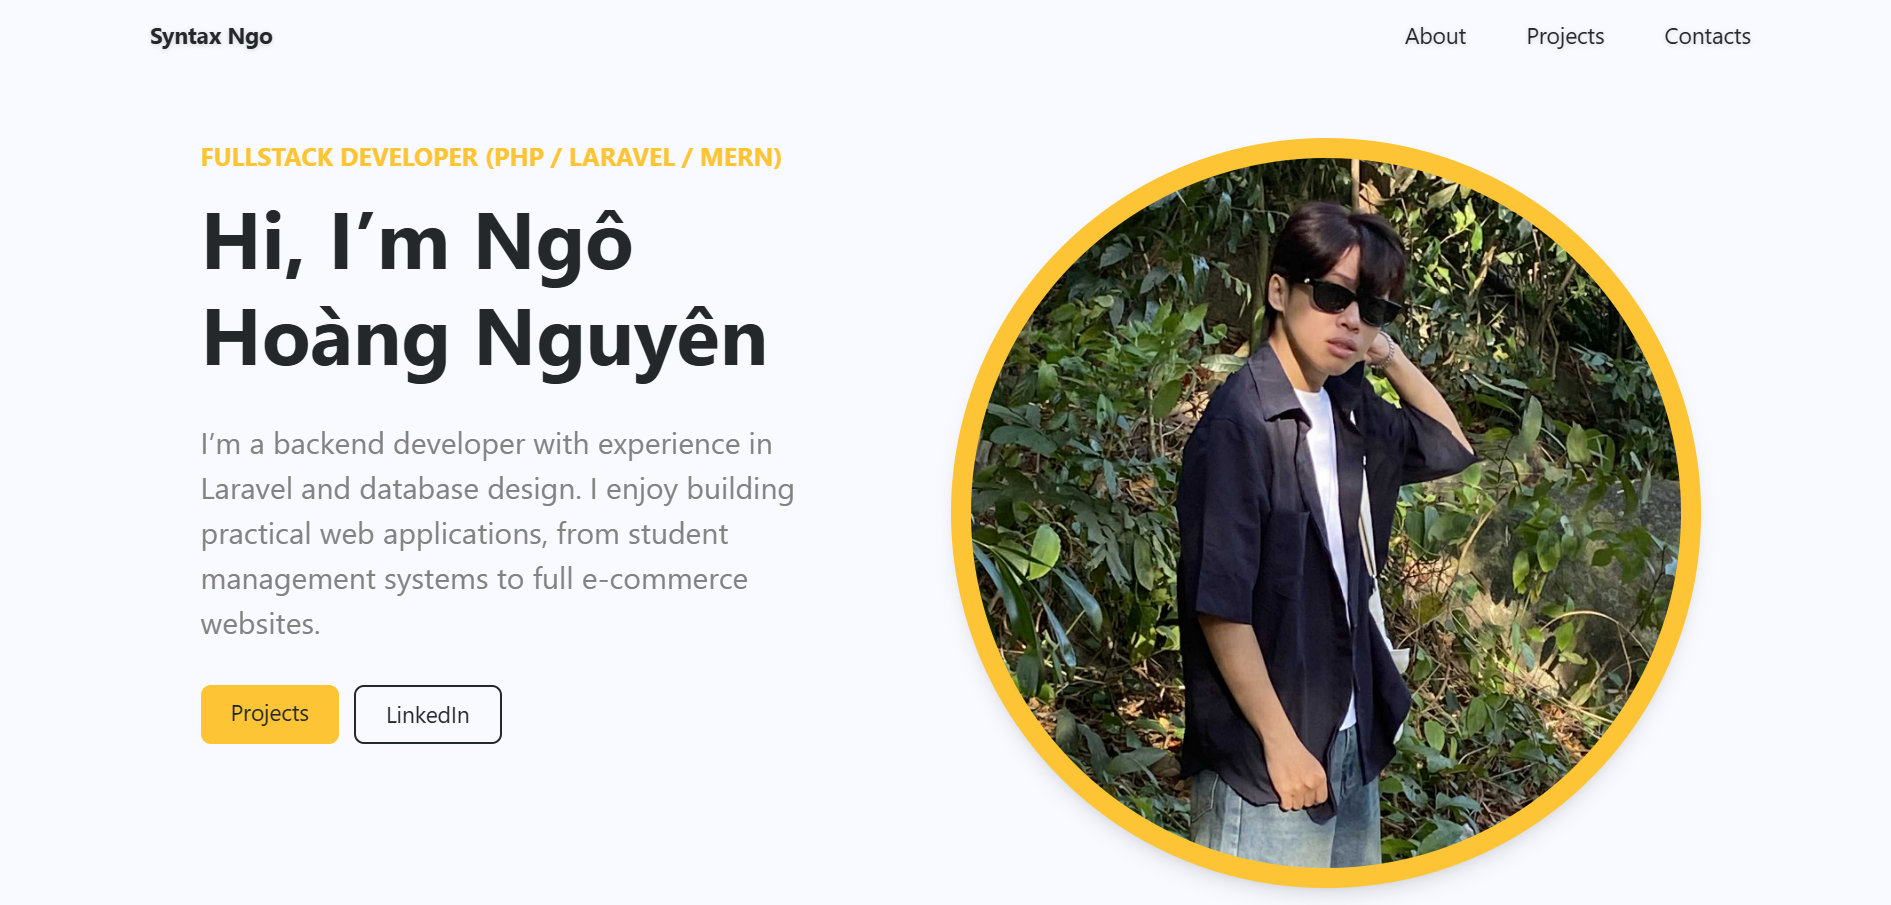 Syntax Ngo
About
Projects
Contacts
FULLSTACK DEVELOPER (PHP / LARAVEL / MERN)
Hi, I’m Ngô
Hoàng Nguyên
I’m a backend developer with experience in
Laravel and database design. I enjoy building
practical web applications, from student
management systems to full e-commerce
websites.
Projects
LinkedIn